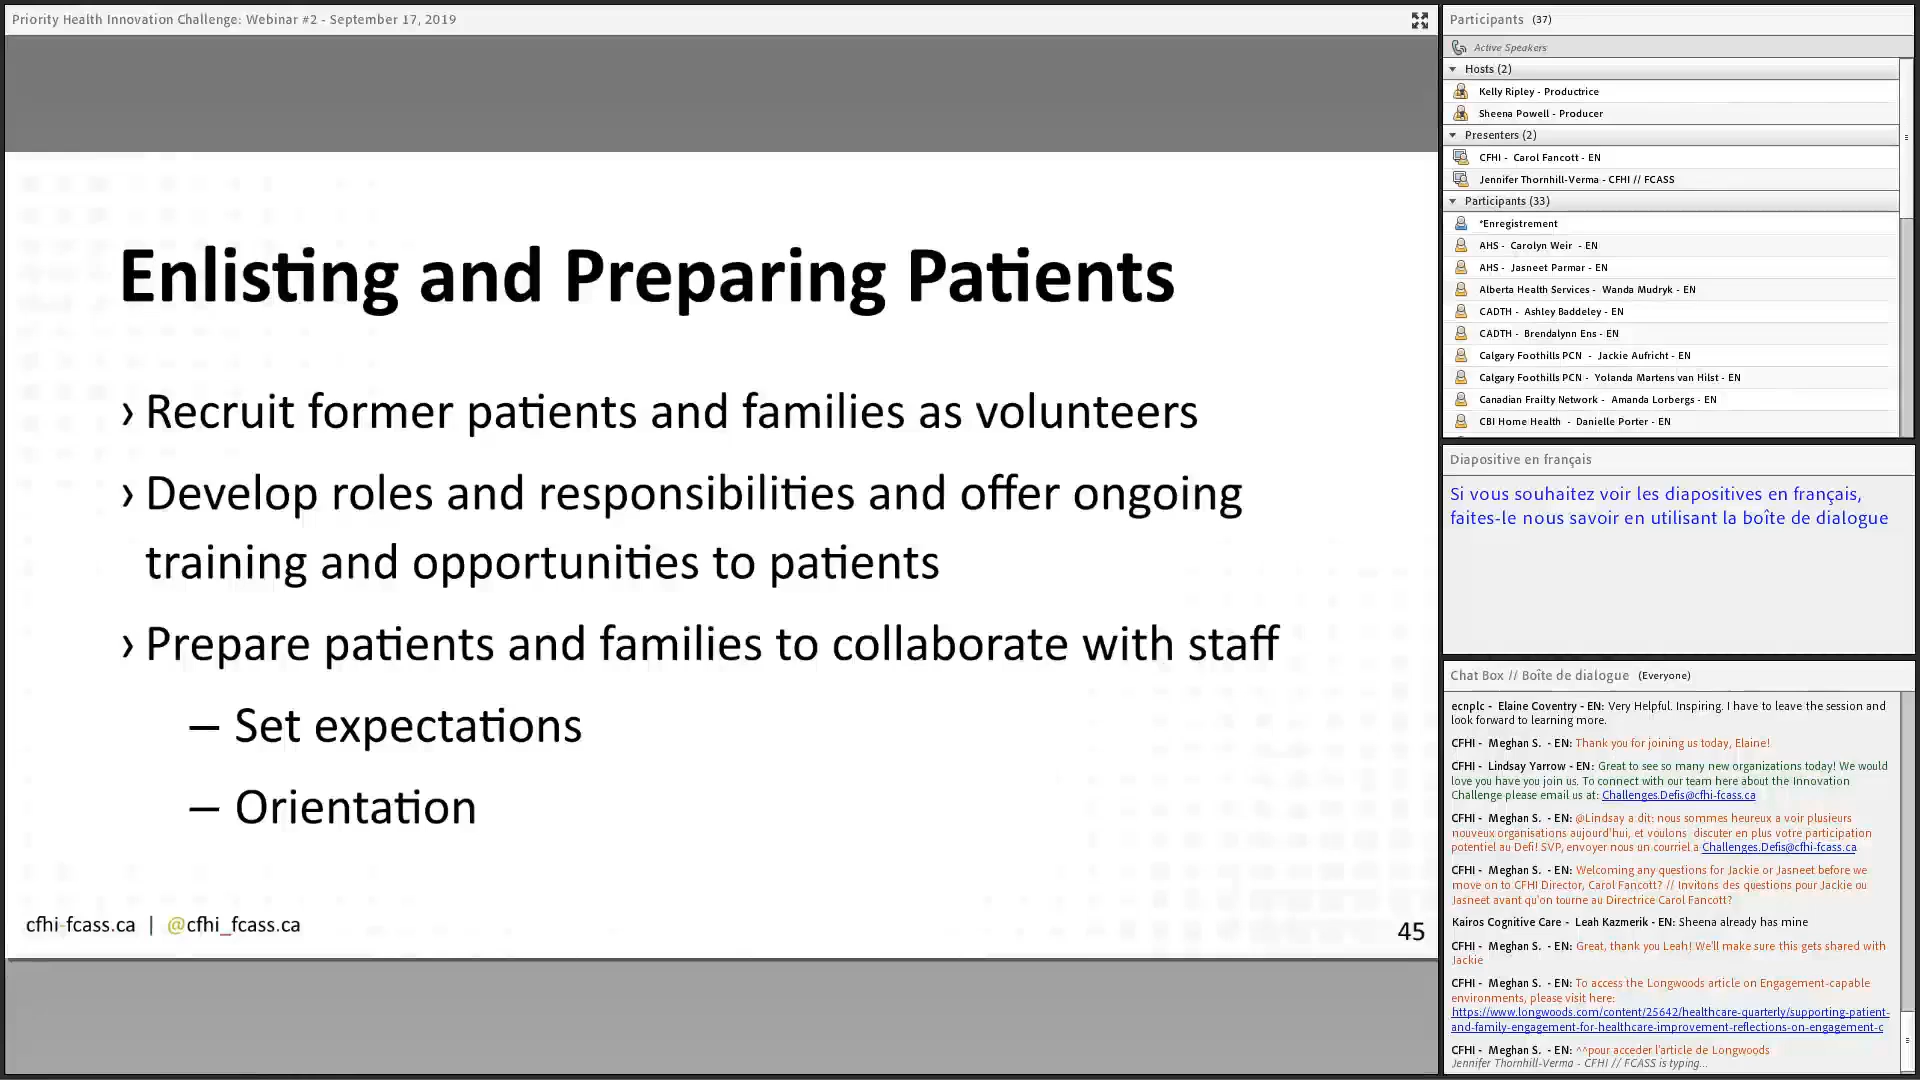 Priority Health Innovation Challenge: Webinar #2 - September 17, 2019
Enlisting and Preparing Patients
› Recruit former patients and families as volunteers
› Develop roles and responsibilities and offer ongoing
training and opportunities to patients
› Prepare patients and families to collaborate with staff
– Set expectations
– Orientation
cfhi-fcass.ca | @cfhi_fcass.ca
45
Participants (37)
Active Speakers
Hosts (2)
Kelly Ripley - Productrice
Sheena Powell - Producer
Presenters (2)
CFHI - Carol Fancott - EN
Jennifer Thornhill-Verma - CFHI // FCASS
Participants (33)
*Enregistrement
AHS - Carolyn Weir - EN
AHS - Jasneet Parmar - EN
Alberta Health Services - Wanda Mudryk - EN
CADTH - Ashley Baddeley - EN
CADTH - Brendalynn Ens - EN
Calgary Foothills PCN - Jackie Aufricht - EN
Calgary Foothills PCN - Yolanda Martens van Hilst - EN
Canadian Frailty Network - Amanda Lorbergs - EN
CBI Home Health - Danielle Porter - EN
Diapositive en français
Si vous souhaitez voir les diapositives en français,
faites-le nous savoir en utilisant la boîte de dialogue
Chat Box // Boîte de dialogue (Everyone)
ecnplc - Elaine Coventry - EN: Very Helpful. Inspiring. I have to leave the session and
look forward to learning more.
CFHI - Meghan S. - EN: Thank you for joining us today, Elaine!
CFHI - Lindsay Yarrow - EN: Great to see so many new organizations today! We would
love you have you join us. To connect with our team here about the Innovation
Challenge please email us at: Challenges.Defis@cfhi-fcass.ca
CFHI - Meghan S. - EN: @Lindsay a dit: nous sommes heureux a voir plusieurs
nouveux organisations aujourd'hui, et voulons discuter en plus votre participation
potentiel au Defi! SVP, envoyer nous un courriel a Challenges.Defis@cfhi-fcass.ca
CFHI - Meghan S. - EN: Welcoming any questions for Jackie or Jasneet before we
move on to CFHI Director, Carol Fancott? // Invitons des questions pour Jackie ou
Jasneet avant qu'on tourne au Directrice Carol Fancott?
Kairos Cognitive Care - Leah Kazmerik - EN: Sheena already has mine
CFHI - Meghan S. - EN: Great, thank you Leah! We'll make sure this gets shared with
Jackie
CFHI - Meghan S. - EN: To access the Longwoods article on Engagement-capable
environments, please visit here:
https://www.longwoods.com/content/25642/healthcare-quarterly/supporting-patient-
and-family-engagement-for-healthcare-improvement-reflections-on-engagement-c
CFHI - Meghan S. - EN: ^^pour acceder l'article de Longwoods
Jennifer Thornhill-Verma - CFHI // FCASS is typing...